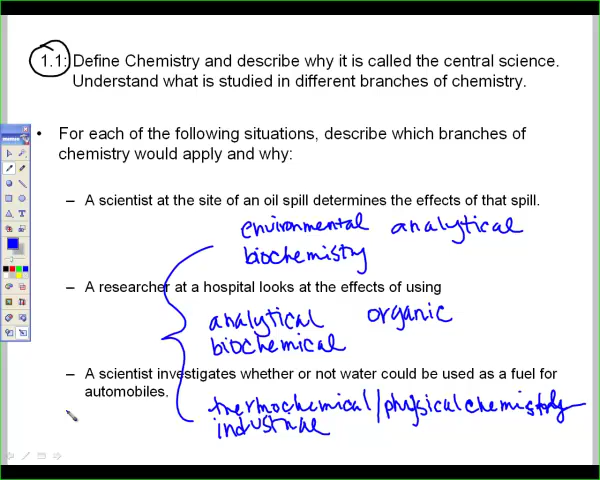 1.1: Define Chemistry and describe why it is called the central science.
Understand what is studied in different branches of chemistry.
• For each of the following situations, describe which branches of
chemistry would apply and why:
– A scientist at the site of an oil spill determines the effects of that spill.
environmental analytical
biochemistry
– A researcher at a hospital looks at the effects of using
analytical organic
biochemical
– A scientist investigates whether or not water could be used as a fuel for
automobiles.
thermochemical/physical chemistry
industrial